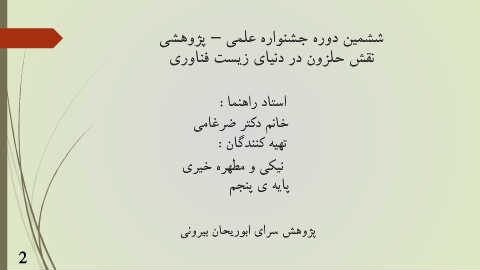 ششمین دوره جشنواره علمی – پژوهشی
نقش حلزون در دنیای زیست فناوری
استاد راهنما :
خانم دکتر ضرغامی
تهیه کنندگان :
نیکی و مطهره خیری
پایه ی پنجم
پژوهش سرای ابوریحان بیرونی
2